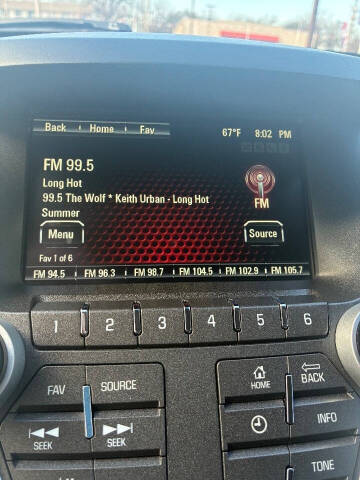 Back Home Fav 67°F 8:02 PM
FM 99.5
Long Hot
99.5 The Wolf * Keith Urban - Long Hot
Summer
FM
Menu Source
Fav 1 of 6
FM 94.5 FM 96.3 FM 98.7 FM 104.5 FM 102.9 FM 105.7
1 2 3 4 5 6
FAV SOURCE HOME BACK
SEEK SEEK INFO
TONE